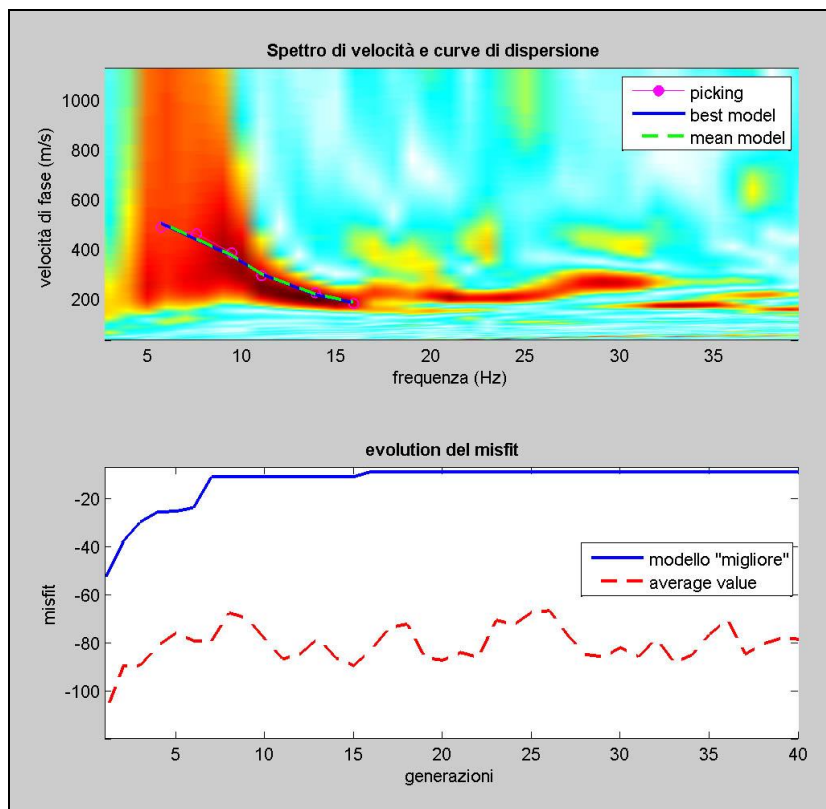 Spettro di velocità e curve di dispersione
velocità di fase (m/s)
1000
800
600
400
200
picking
best model
mean model
5 10 15 20 25 30 35
frequenza (Hz)
evolution del misfit
misfit
-20
-40
-60
-80
-100
modello "migliore"
average value
5 10 15 20 25 30 35 40
generazioni